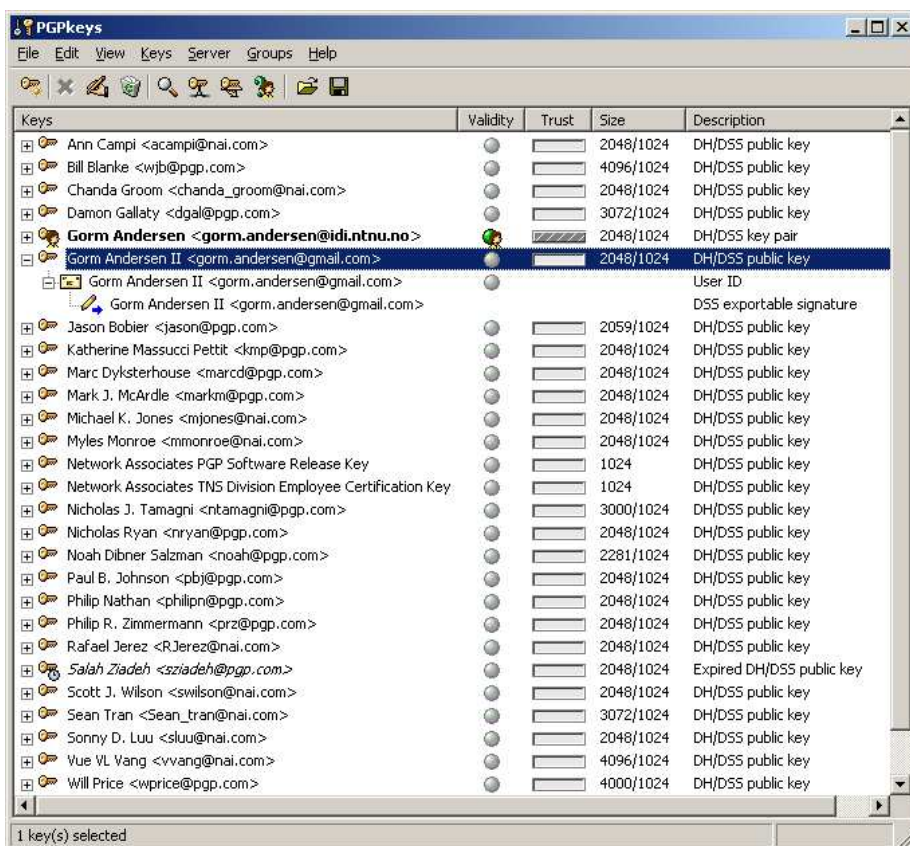 PGPkeys
File Edit View Keys Server Groups Help
Keys Validity Trust Size Description
Ann Campi <acampi@nai.com> 2048/1024 DH/DSS public key
Bill Blanke <wjb@pgp.com> 4096/1024 DH/DSS public key
Chanda Groom <chanda_groom@nai.com> 2048/1024 DH/DSS public key
Damon Gallaty <dgal@pgp.com> 3072/1024 DH/DSS public key
Gorm Andersen <gorm.andersen@idi.ntnu.no> 2048/1024 DH/DSS key pair
Gorm Andersen II <gorm.andersen@gmail.com> 2048/1024 DH/DSS public key
Gorm Andersen II <gorm.andersen@gmail.com> User ID
Gorm Andersen II <gorm.andersen@gmail.com> DSS exportable signature
Jason Bobier <jason@pgp.com> 2059/1024 DH/DSS public key
Katherine Massucci Pettit <kmp@pgp.com> 2048/1024 DH/DSS public key
Marc Dyksterhouse <marcd@pgp.com> 2048/1024 DH/DSS public key
Mark J. McArdle <markm@pgp.com> 2048/1024 DH/DSS public key
Michael K. Jones <mjones@nai.com> 2048/1024 DH/DSS public key
Myles Monroe <mmonroe@nai.com> 2048/1024 DH/DSS public key
Network Associates PGP Software Release Key 1024 DH/DSS public key
Network Associates TNS Division Employee Certification Key 1024 DH/DSS public key
Nicholas J. Tamagni <ntamagni@pgp.com> 3000/1024 DH/DSS public key
Nicholas Ryan <nryan@pgp.com> 2048/1024 DH/DSS public key
Noah Dibner Salzman <noah@pgp.com> 2281/1024 DH/DSS public key
Paul B. Johnson <pbj@pgp.com> 2048/1024 DH/DSS public key
Philip Nathan <philipn@pgp.com> 2048/1024 DH/DSS public key
Philip R. Zimmermann <prz@pgp.com> 2048/1024 DH/DSS public key
Rafael Jerez <RJerez@nai.com> 2048/1024 DH/DSS public key
Salah Ziadeh <sziadeh@pgp.com> 2048/1024 Expired DH/DSS public key
Scott J. Wilson <swilson@nai.com> 2048/1024 DH/DSS public key
Sean Tran <Sean_tran@nai.com> 3072/1024 DH/DSS public key
Sonny D. Luu <sluu@nai.com> 2048/1024 DH/DSS public key
Vue VL Vang <vvang@nai.com> 4096/1024 DH/DSS public key
Will Price <wprice@pgp.com> 4000/1024 DH/DSS public key
1 key(s) selected